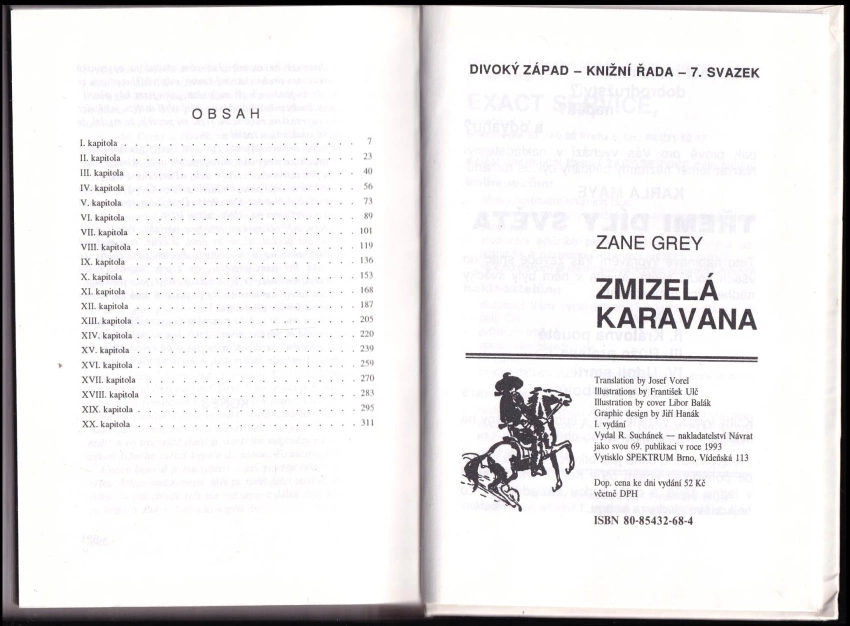 OBSAH
I. kapitola . . . . . . . . . . . . . . . . . . . . . 7
II. kapitola . . . . . . . . . . . . . . . . . . . . . 23
III. kapitola . . . . . . . . . . . . . . . . . . . . . 40
IV. kapitola . . . . . . . . . . . . . . . . . . . . . 56
V. kapitola . . . . . . . . . . . . . . . . . . . . . 73
VI. kapitola . . . . . . . . . . . . . . . . . . . . . 89
VII. kapitola . . . . . . . . . . . . . . . . . . . . . 101
VIII. kapitola . . . . . . . . . . . . . . . . . . . . . 119
IX. kapitola . . . . . . . . . . . . . . . . . . . . . 136
X. kapitola . . . . . . . . . . . . . . . . . . . . . 153
XI. kapitola . . . . . . . . . . . . . . . . . . . . . 168
XII. kapitola . . . . . . . . . . . . . . . . . . . . . 187
XIII. kapitola . . . . . . . . . . . . . . . . . . . . . 205
XIV. kapitola . . . . . . . . . . . . . . . . . . . . . 220
XV. kapitola . . . . . . . . . . . . . . . . . . . . . 239
XVI. kapitola . . . . . . . . . . . . . . . . . . . . . 259
XVII. kapitola . . . . . . . . . . . . . . . . . . . . . 270
XVIII. kapitola . . . . . . . . . . . . . . . . . . . . . 283
XIX. kapitola . . . . . . . . . . . . . . . . . . . . . 295
XX. kapitola . . . . . . . . . . . . . . . . . . . . . 311
DIVOKÝ ZÁPAD – KNIŽNÍ ŘADA – 7. SVAZEK
EXACT SERVICE,
ZANE GREY
ZMIZELÁ
KARAVANA
Translation by Josef Vorel
Illustrations by František Ulč
Illustration by cover Libor Balák
Graphic design by Jiří Hanák
I. vydání
Vydal R. Suchánek — nakladatelství Návrat
jako svou 69. publikaci v roce 1993
Vytisklo SPEKTRUM Brno, Vídeňská 113
Dop. cena ke dni vydání 52 Kč
včetně DPH
ISBN 80-85432-68-4